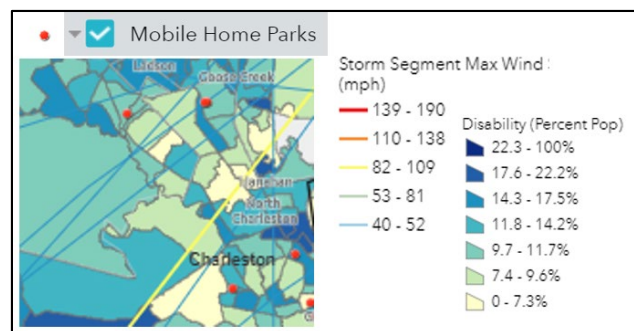 Mobile Home Parks
Ladson
Goose Creek
Hanahan
North
Charleston
Charleston
Storm Segment Max Wind :
(mph)
139 - 190
110 - 138
82 - 109
53 - 81
40 - 52
Disability (Percent Pop)
22.3 - 100%
17.6 - 22.2%
14.3 - 17.5%
11.8 - 14.2%
9.7 - 11.7%
7.4 - 9.6%
0 - 7.3%